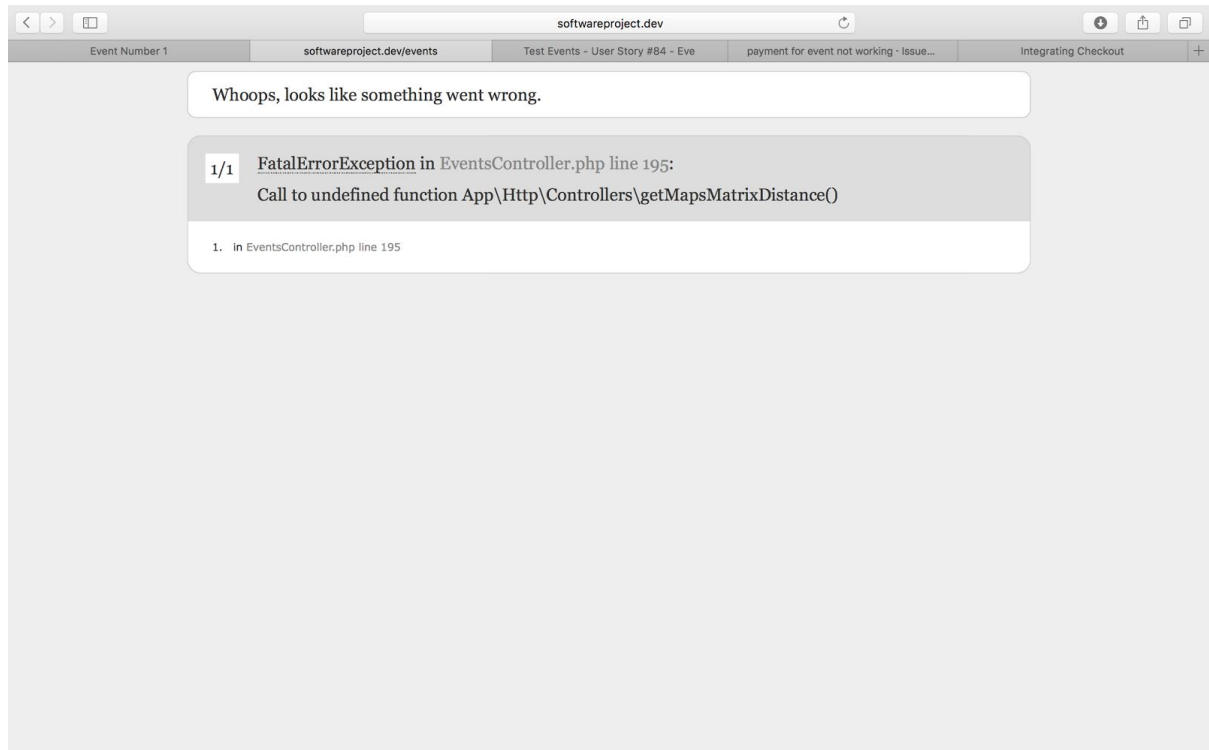 softwareproject.dev
Event Number 1
softwareproject.dev/events
Test Events - User Story #84 - Eve
payment for event not working · Issue...
Integrating Checkout
Whoops, looks like something went wrong.
1/1
FatalErrorException in EventsController.php line 195:
Call to undefined function App\Http\Controllers\getMapsMatrixDistance()
1. in EventsController.php line 195